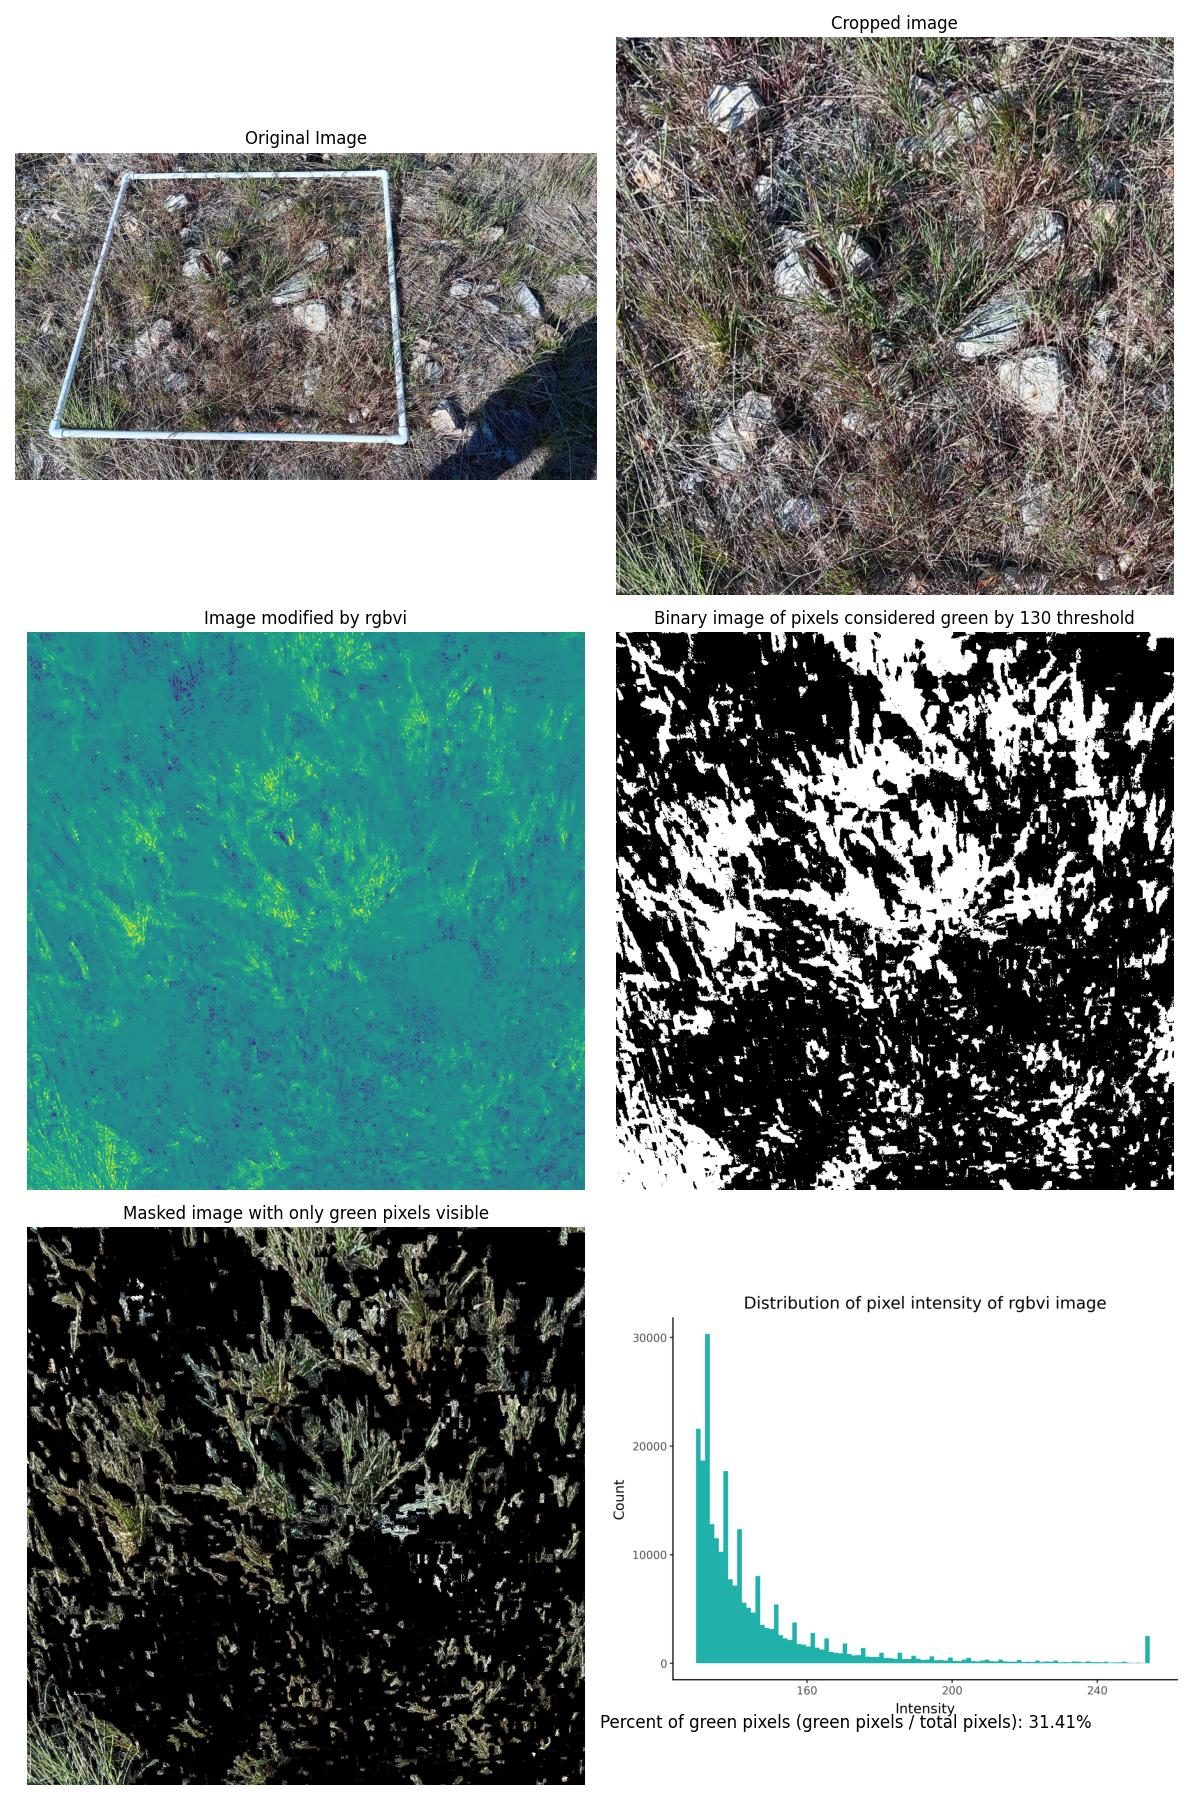 Cropped image
Original Image
Image modified by rgbvi
Binary image of pixels considered green by 130 threshold
Masked image with only green pixels visible
Distribution of pixel intensity of rgbvi image
30000
20000
10000
0
Count
160
200
240
Intensity
Percent of green pixels (green pixels / total pixels): 31.41%